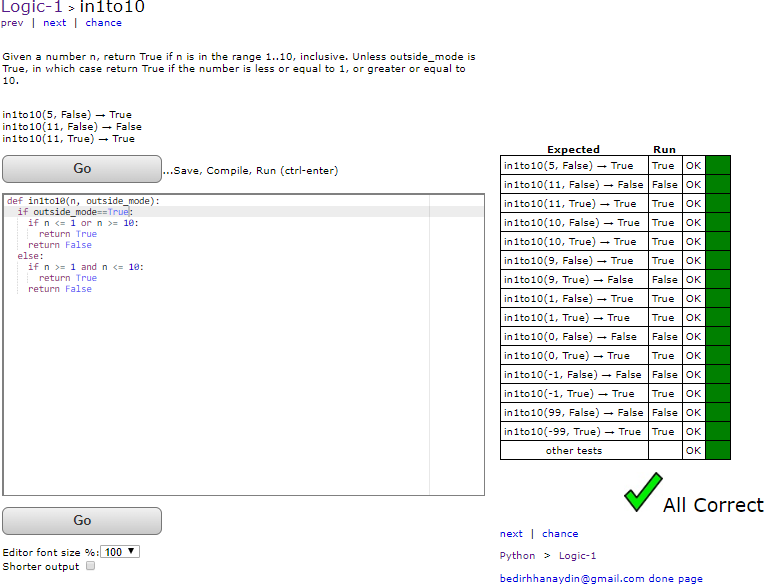 Logic-1 > in1to10
prev | next | chance
Given a number n, return True if n is in the range 1..10, inclusive. Unless outside_mode is
True, in which case return True if the number is less or equal to 1, or greater or equal to
10.
in1to10(5, False) → True
in1to10(11, False) → False
in1to10(11, True) → True
Go
...Save, Compile, Run (ctrl-enter)
def in1to10(n, outside_mode):
if outside_mode==True:
if n <= 1 or n >= 10:
return True
return False
else:
if n >= 1 and n <= 10:
return True
return False
Go
Editor font size %: 100 ▼
Shorter output
Expected Run
in1to10(5, False) → True True OK
in1to10(11, False) → False False OK
in1to10(11, True) → True True OK
in1to10(10, False) → True True OK
in1to10(10, True) → True True OK
in1to10(9, False) → True True OK
in1to10(9, True) → False False OK
in1to10(1, False) → True True OK
in1to10(1, True) → True True OK
in1to10(0, False) → False False OK
in1to10(0, True) → True True OK
in1to10(-1, False) → False False OK
in1to10(-1, True) → True True OK
in1to10(99, False) → False False OK
in1to10(-99, True) → True True OK
other tests OK
All Correct
next | chance
Python > Logic-1
bedirhhanaydin@gmail.com done page